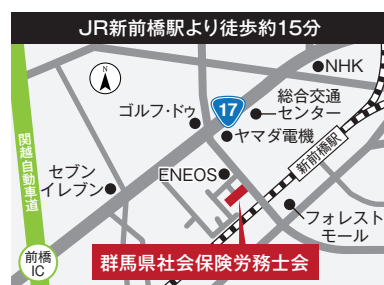 JR新前橋駅より徒歩約15分
N
NHK
総合交通
センター
ゴルフ・ドゥ
17
ヤマダ電機
新前橋駅
関越自動車道
セブン
イレブン
ENEOS
フォレスト
モール
前橋
IC
群馬県社会保険労務士会